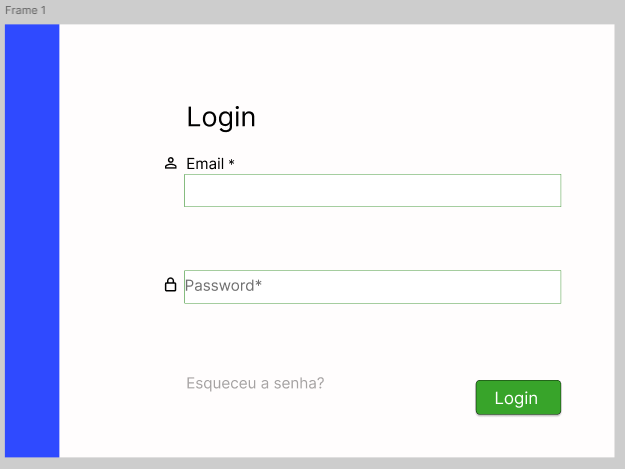 Frame 1
Login
Email *
Password*
Esqueceu a senha?
Login